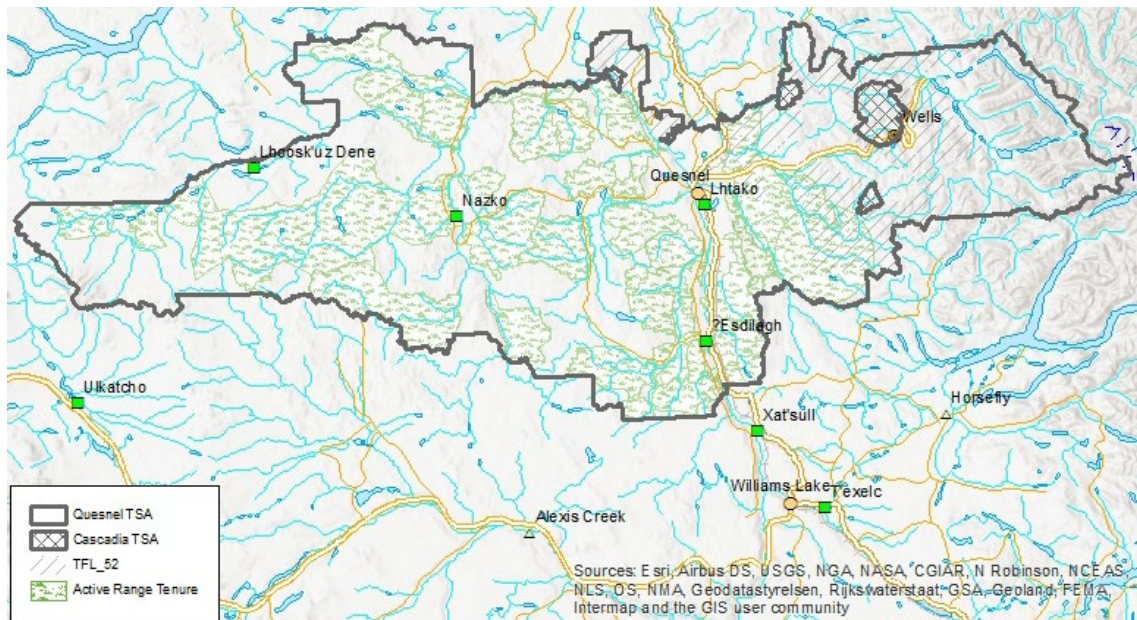 Wells
Lhoosk'uz Dene
Quesnel
Lhtako
Nazko
?Esdilagh
Ulkatcho
Horsefly
Xat'sull
Williams Lake
T'exelc
Alexis Creek
Quesnel TSA
Cascadia TSA
TFL_52
Active Range Tenure
Sources: Esri, Airbus DS, USGS, NGA, NASA, CGIAR, N Robinson, NCEAS,
NLS, OS, NMA, Geodatastyrelsen, Rijkswaterstaat, GSA, Geoland, FEMA,
Intermap and the GIS user community